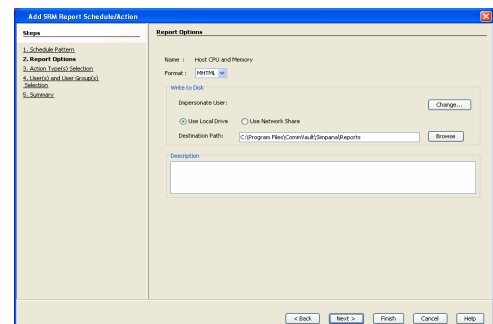 Add SRM Report Schedule/Action
Steps
1. Schedule Pattern
2. Report Options
3. Action Type(s) Selection
4. User(s) and User Group(s)
Selection
5. Summary
Report Options
Name : Host CPU and Memory
Format : MHTML
Write to Disk
Impersonate User:
Change...
Use Local Drive Use Network Share
Destination Path: C:\Program Files\CommVault\Simpana\Reports Browse
Description
< Back Next > Finish Cancel Help